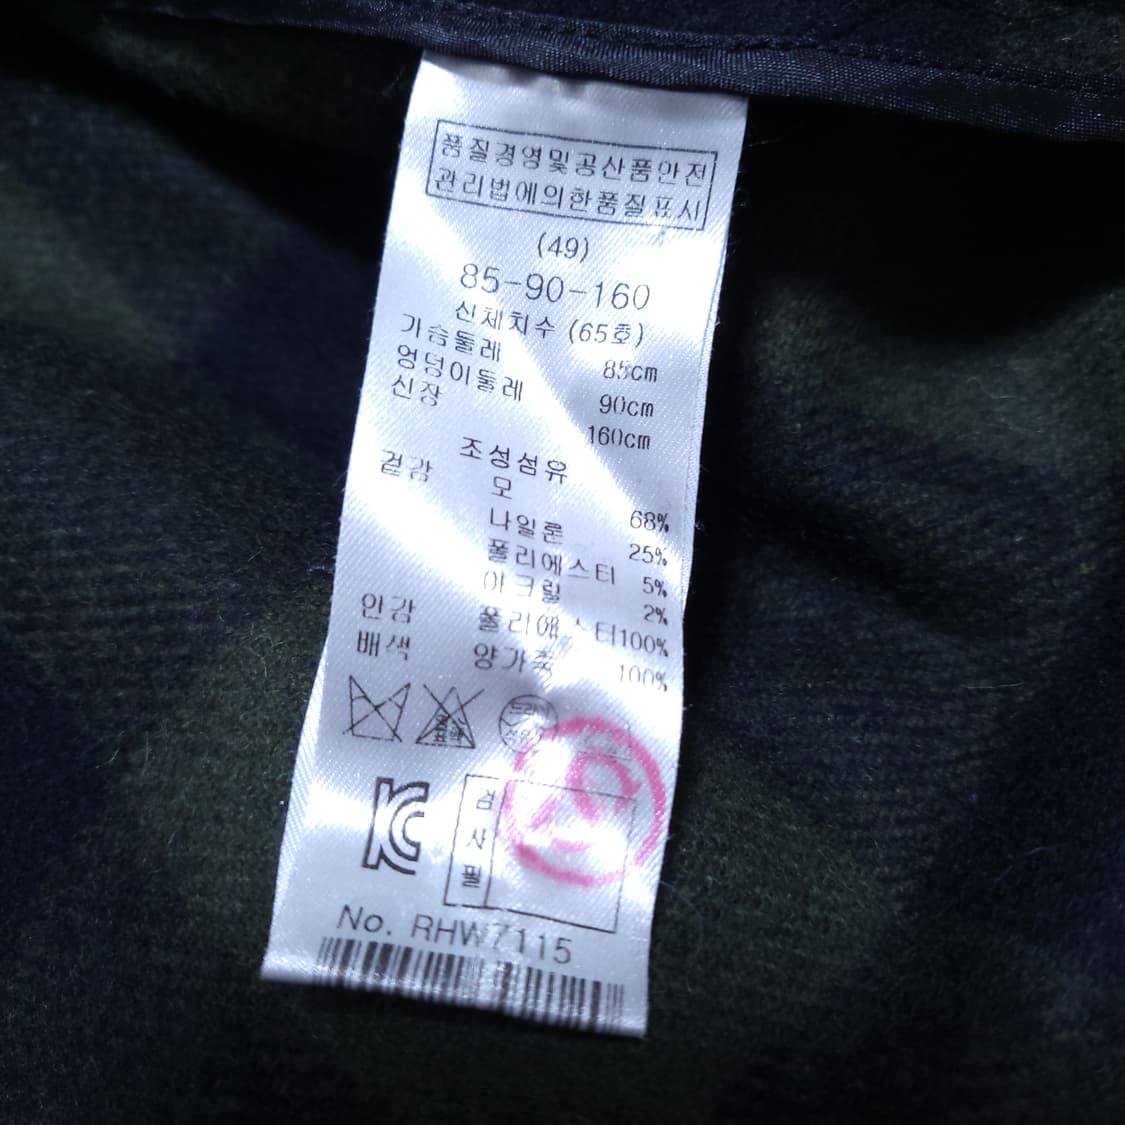 품질경영및공산품안전
관리법에의한품질표시
(49)
85-90-160
신체치수 (65호)
가슴둘레 85cm
엉덩이둘레 90cm
신장 160cm
조성섬유
겉감 모 68%
나일론 25%
폴리에스터 5%
아크릴 2%
안감 폴리에스터100%
배색 양가죽 100%
드라이
KC
검사필
No. RHW7115